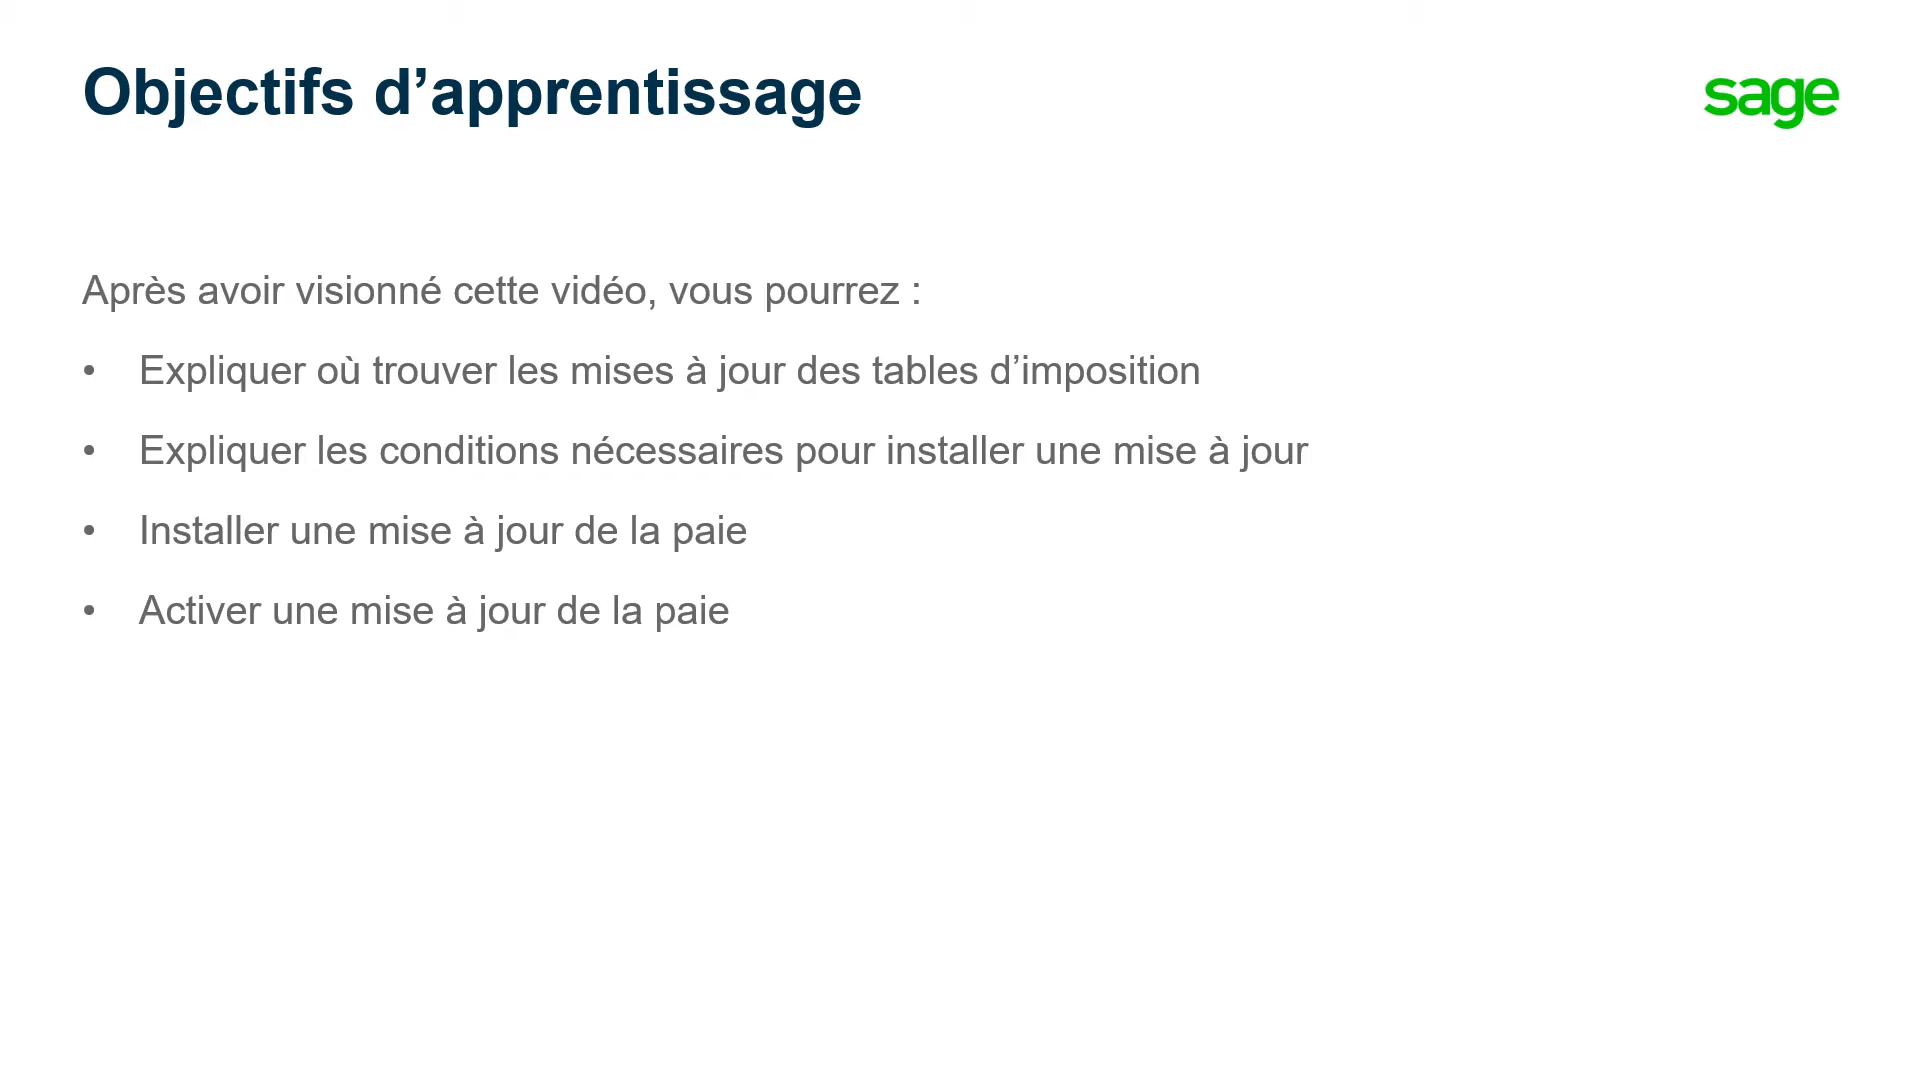 Objectifs d’apprentissage
sage
Après avoir visionné cette vidéo, vous pourrez :
• Expliquer où trouver les mises à jour des tables d’imposition
• Expliquer les conditions nécessaires pour installer une mise à jour
• Installer une mise à jour de la paie
• Activer une mise à jour de la paie